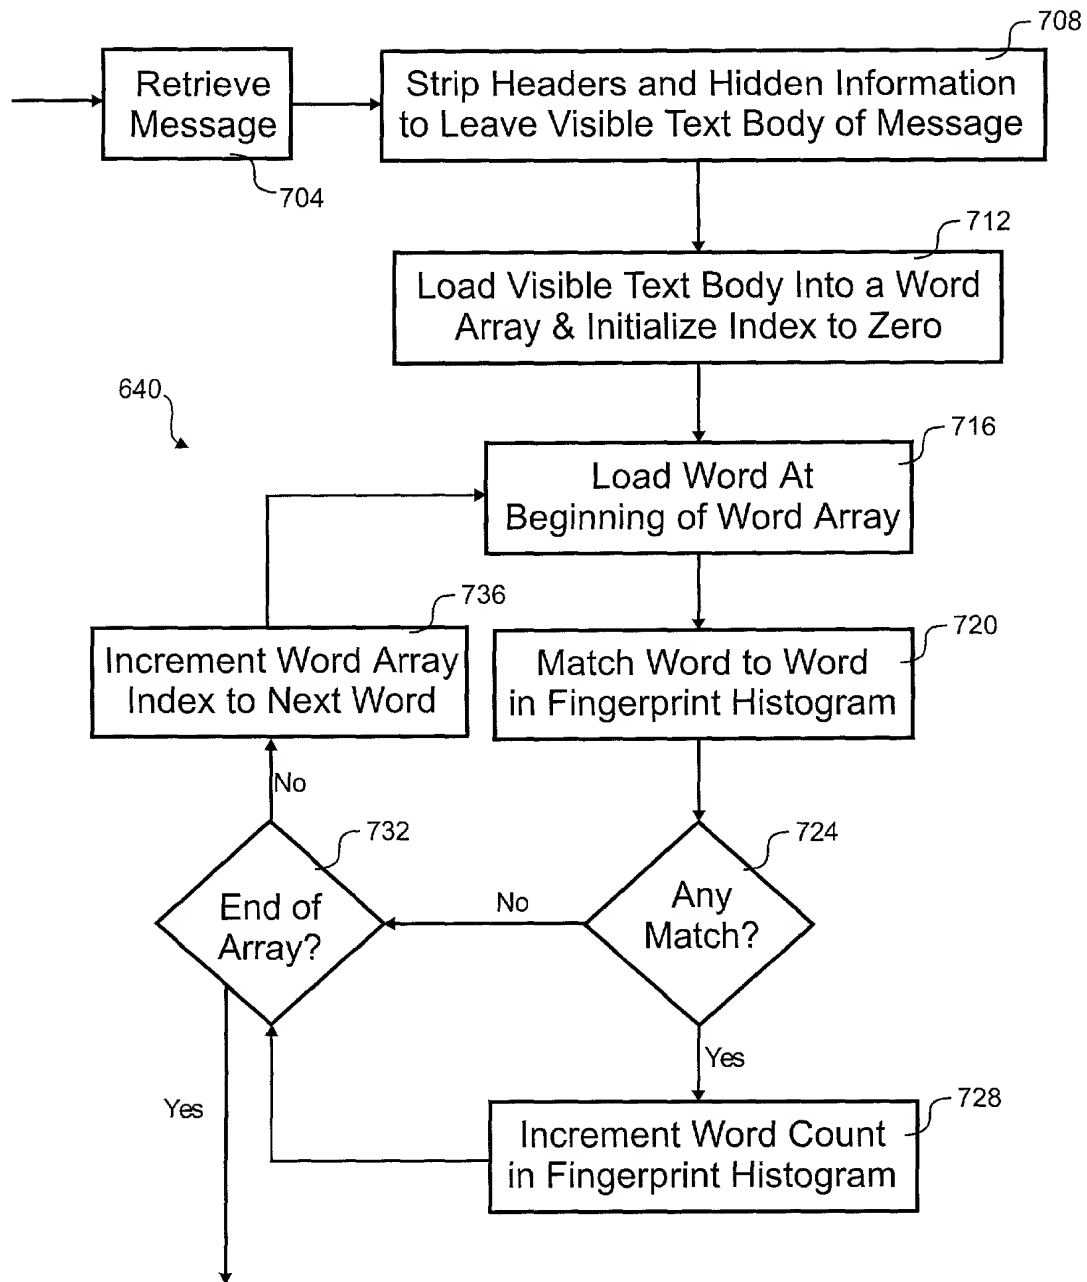 708
Retrieve
Message
704
Strip Headers and Hidden Information
to Leave Visible Text Body of Message
712
Load Visible Text Body Into a Word
Array & Initialize Index to Zero
640
716
Load Word At
Beginning of Word Array
736
Increment Word Array
Index to Next Word
720
Match Word to Word
in Fingerprint Histogram
No
732
End of
Array?
No
724
Any
Match?
Yes
Yes
728
Increment Word Count
in Fingerprint Histogram